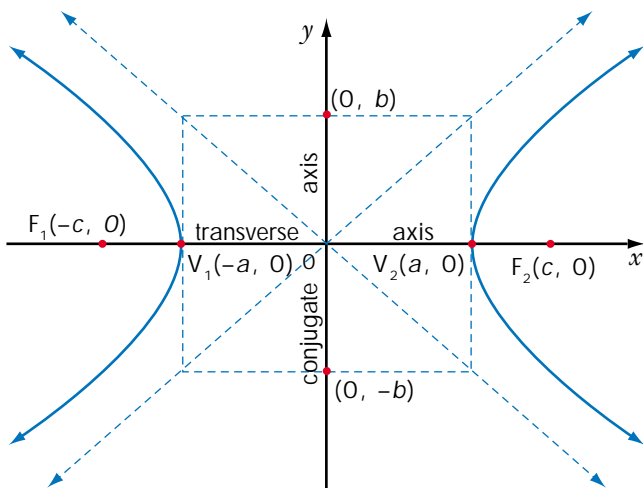 y
(0, b)
axis
F₁(−c, 0)
transverse
axis
V₁(−a, 0)
0
V₂(a, 0)
F₂(c, 0)
x
conjugate
(0, −b)